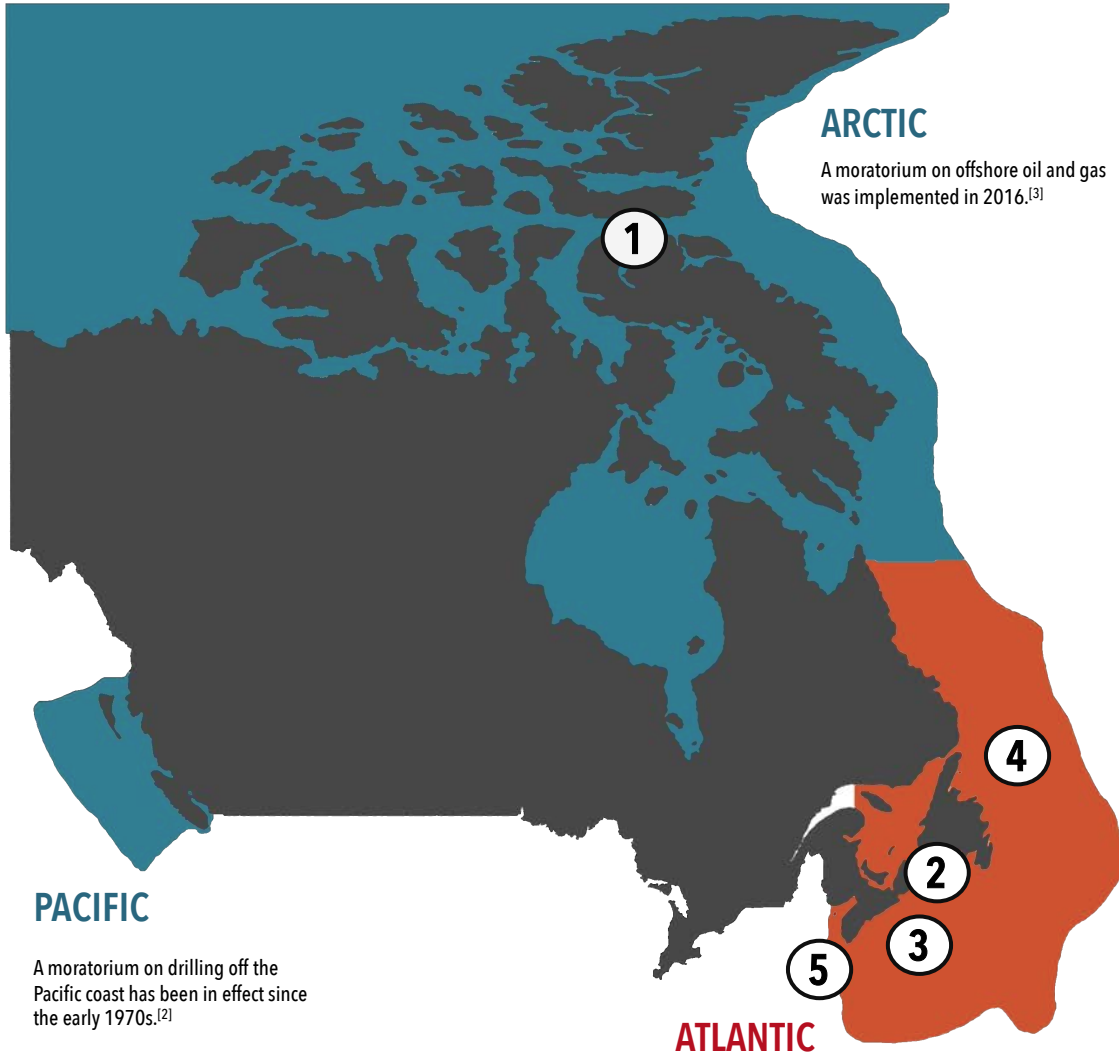 ARCTIC
A moratorium on offshore oil and gas
was implemented in 2016.[3]
1
4
2
3
5
PACIFIC
A moratorium on drilling off the
Pacific coast has been in effect since
the early 1970s.[2]
ATLANTIC